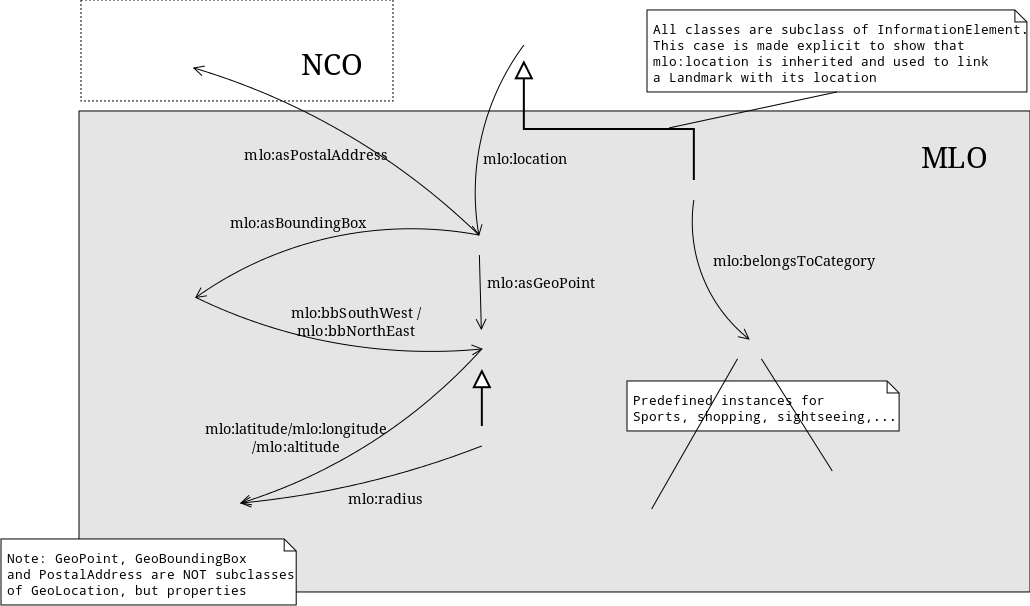 All classes are subclass of InformationElement.
This case is made explicit to show that
mlo:location is inherited and used to link
a Landmark with its location
NCO
MLO
mlo:asPostalAddress
mlo:location
mlo:asBoundingBox
mlo:belongsToCategory
mlo:asGeoPoint
mlo:bbSouthWest /
mlo:bbNorthEast
Predefined instances for
Sports, shopping, sightseeing,...
mlo:latitude/mlo:longitude
/mlo:altitude
mlo:radius
Note: GeoPoint, GeoBoundingBox
and PostalAddress are NOT subclasses
of GeoLocation, but properties